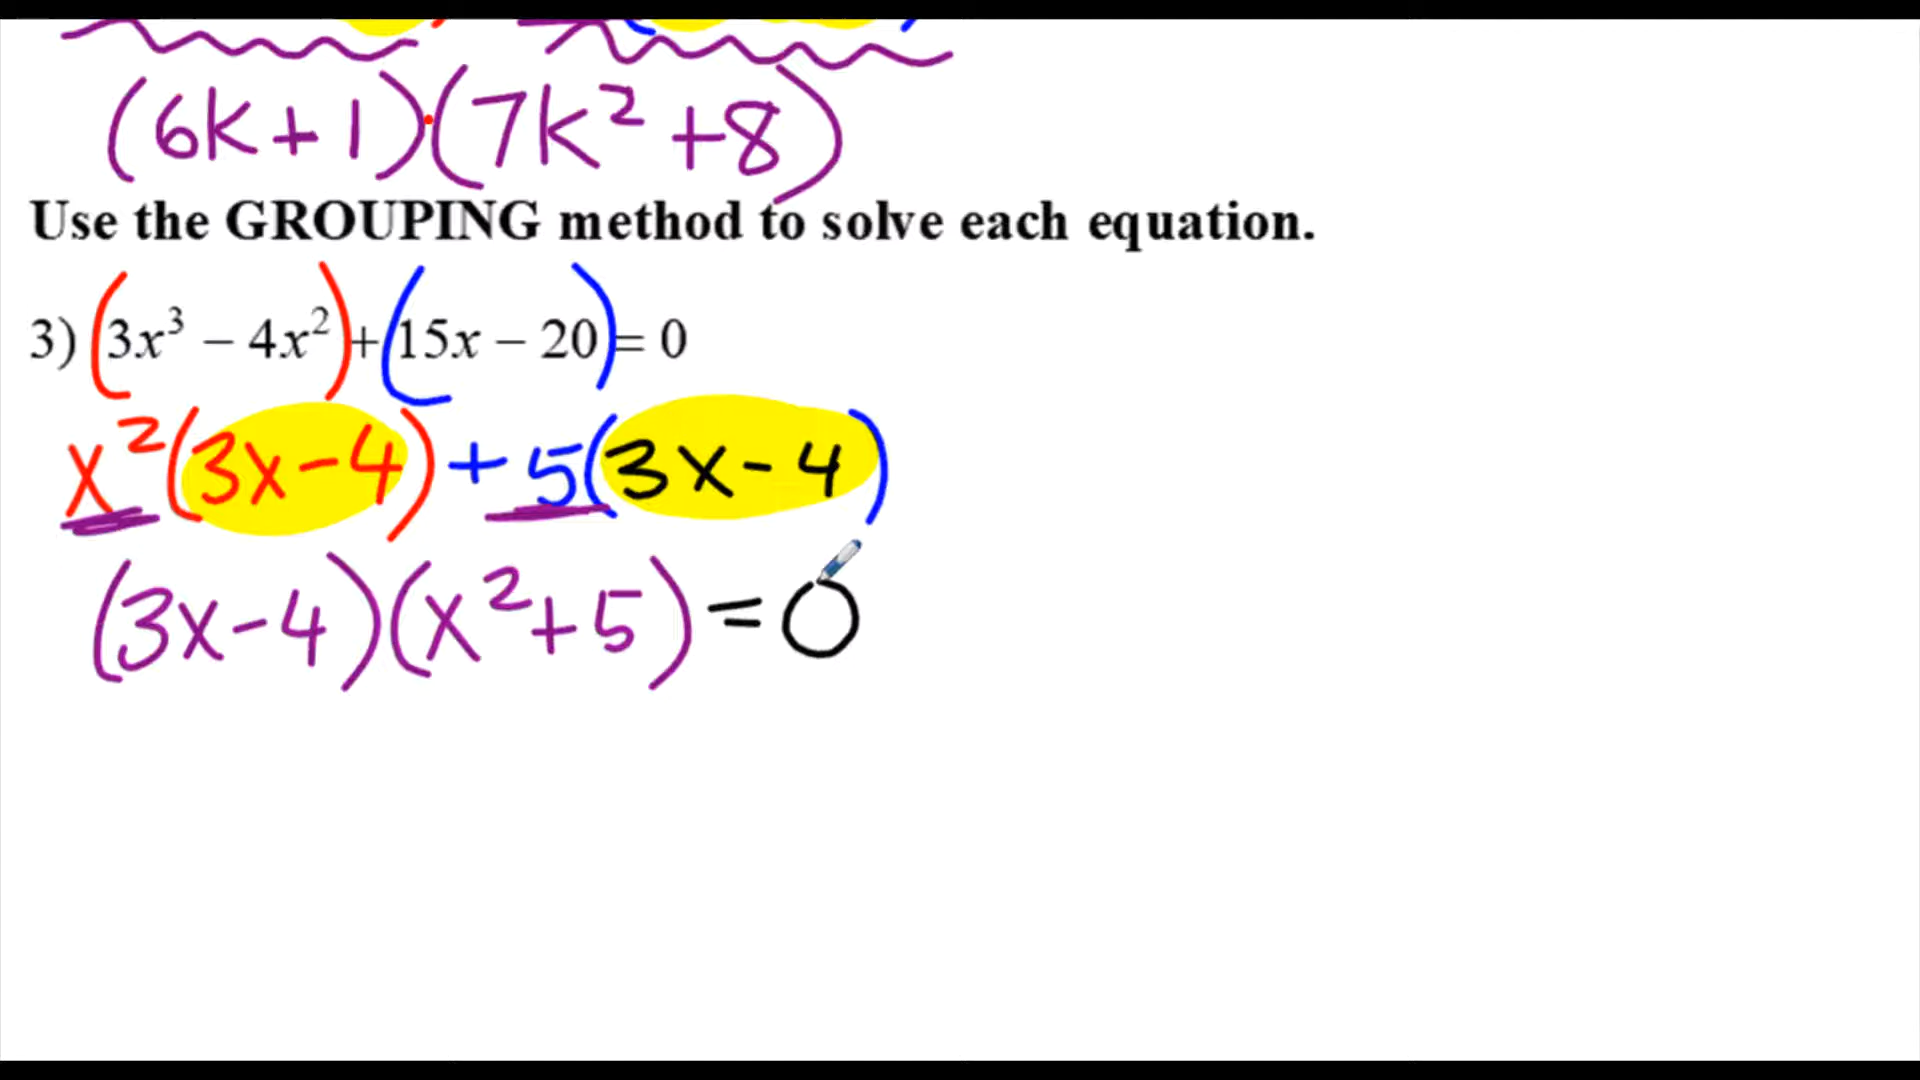 (6k+1)·(7k² +8)
Use the GROUPING method to solve each equation.
3) (3x³ − 4x²)+(15x − 20)= 0
x²(3x-4) +5(3x-4)
(3x-4)(x²+5)=0